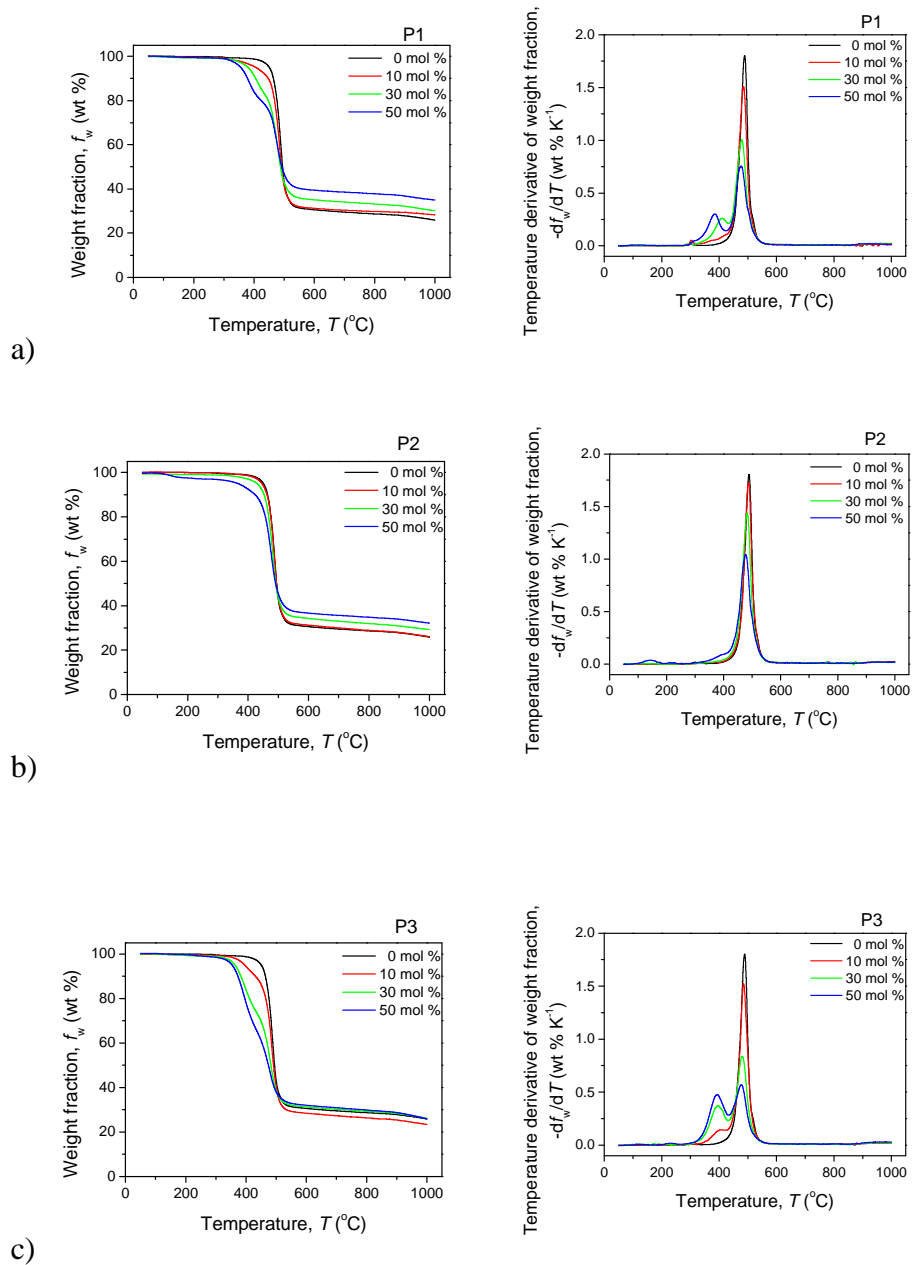 P1
0 mol %
10 mol %
30 mol %
50 mol %
100
80
60
40
20
0
0 200 400 600 800 1000
Weight fraction, fw (wt %)
Temperature, T (°C)
P1
0 mol %
10 mol %
30 mol %
50 mol %
2.0
1.5
1.0
0.5
0.0
0 200 400 600 800 1000
Temperature derivative of weight fraction,
-dfw/dT (wt % K-1)
Temperature, T (°C)
a)
P2
0 mol %
10 mol %
30 mol %
50 mol %
100
80
60
40
20
0
0 200 400 600 800 1000
Weight fraction, fw (wt %)
Temperature, T (°C)
P2
0 mol %
10 mol %
30 mol %
50 mol %
2.0
1.5
1.0
0.5
0.0
0 200 400 600 800 1000
Temperature derivative of weight fraction,
-dfw/dT (wt % K-1)
Temperature, T (°C)
b)
P3
0 mol %
10 mol %
30 mol %
50 mol %
100
80
60
40
20
0
0 200 400 600 800 1000
Weight fraction, fw (wt %)
Temperature, T (°C)
P3
0 mol %
10 mol %
30 mol %
50 mol %
2.0
1.5
1.0
0.5
0.0
0 200 400 600 800 1000
Temperature derivative of weight fraction,
-dfw/dT (wt % K-1)
Temperature, T (°C)
c)